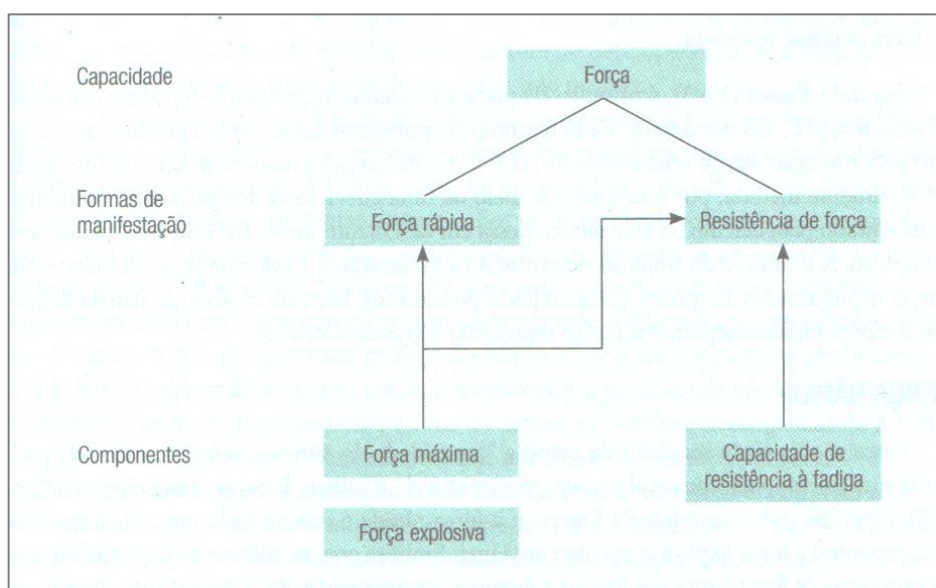 Capacidade
Força
Formas de
manifestação
Força rápida
Resistência de força
Componentes
Força máxima
Capacidade de
resistência à fadiga
Força explosiva